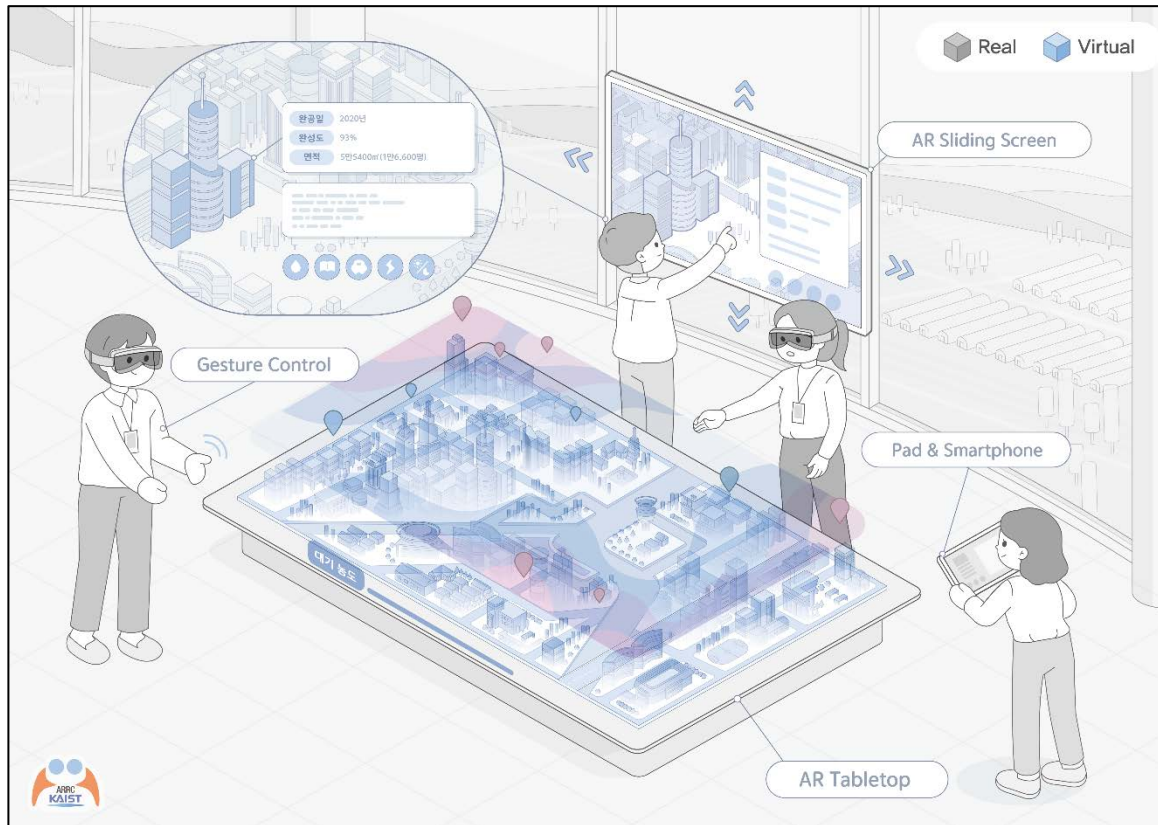 Real
Virtual
완공일 2020년
완성도 93%
면적 5만5400㎡(1만6,600평)
AR Sliding Screen
Gesture Control
Pad & Smartphone
대기 농도
AR Tabletop
ARRC
KAIST